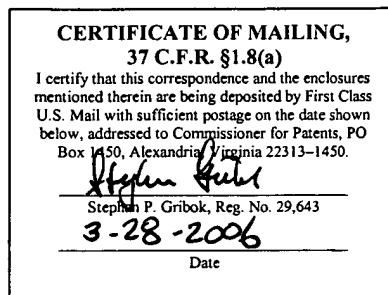 CERTIFICATE OF MAILING,
37 C.F.R. §1.8(a)
I certify that this correspondence and the enclosures
mentioned therein are being deposited by First Class
U.S. Mail with sufficient postage on the date shown
below, addressed to Commissioner for Patents, PO
Box 1450, Alexandria, Virginia 22313–1450.
Stephen P. Gribok, Reg. No. 29,643
3-28-2006
Date